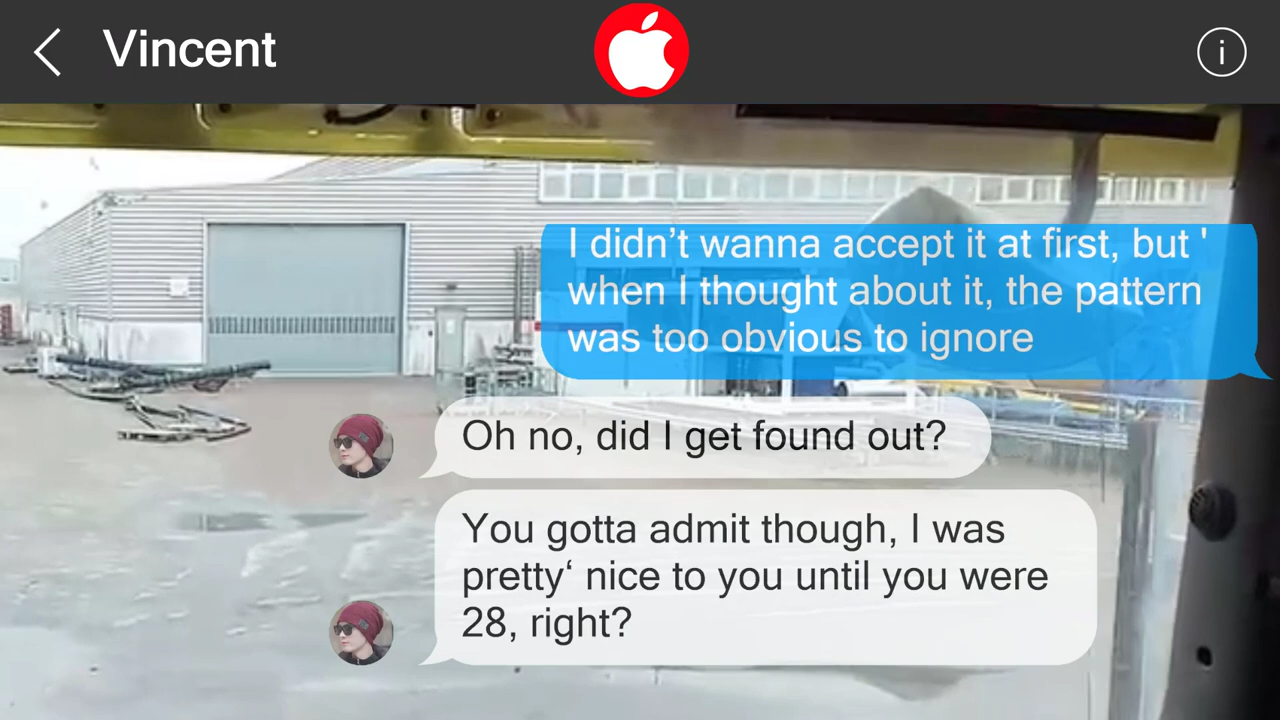 Vincent
i
I didn’t wanna accept it at first, but '
when I thought about it, the pattern
was too obvious to ignore
Oh no, did I get found out?
You gotta admit though, I was
pretty‘ nice to you until you were
28, right?